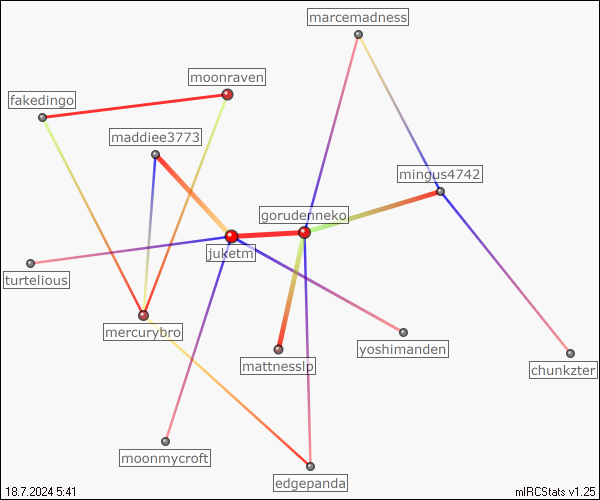 marcemadness
moonraven
fakedingo
maddiee3773
mingus4742
gorudenneko
juketm
turtelious
mercurybro
yoshimanden
mattnesslp
chunkzter
moonmycroft
edgepanda
18.7.2024 5:41
mIRCStats v1.25